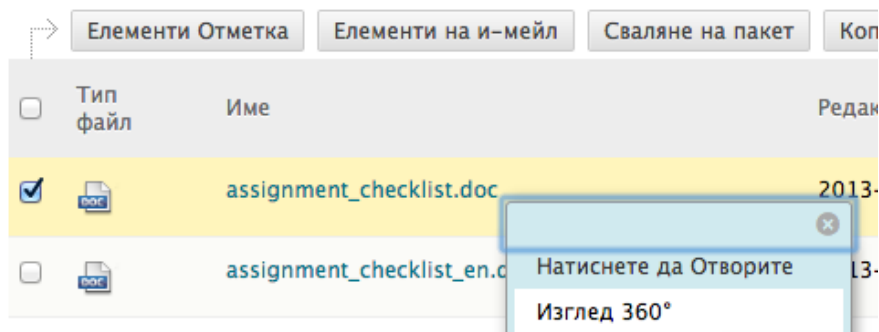 Елементи Отметка Елементи на и-мейл Сваляне на пакет
Тип
файл
Име
assignment_checklist.doc
Натиснете да Отворите
Изглед 360°